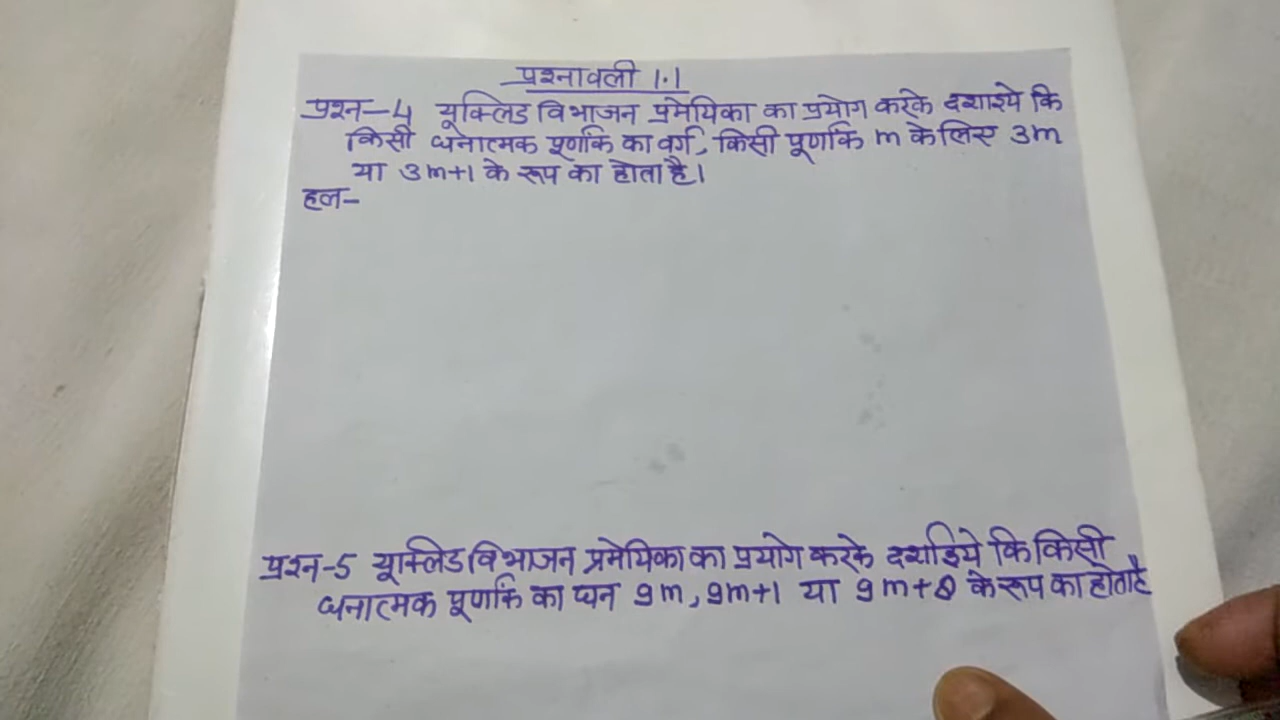 प्रश्नावली 1.1
प्रश्न-4 यूक्लिड विभाजन प्रमेयिका का प्रयोग करके दर्शाइये कि
किसी धनात्मक पूर्णांक का वर्ग, किसी पूर्णांक m के लिए 3m
या 3m+1 के रूप का होता है।
हल-
प्रश्न-5 यूक्लिड विभाजन प्रमेयिका का प्रयोग करके दर्शाइये कि किसी
धनात्मक पूर्णांक का घन 9m, 9m+1 या 9m+8 के रूप का होता है